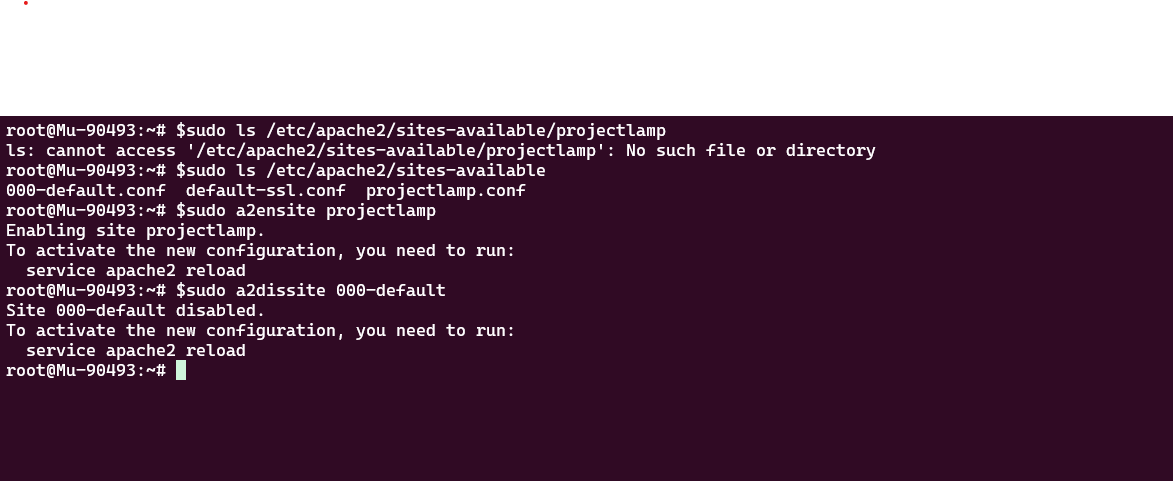 root@Mu-90493:~# $sudo ls /etc/apache2/sites-available/projectlamp
ls: cannot access '/etc/apache2/sites-available/projectlamp': No such file or directory
root@Mu-90493:~# $sudo ls /etc/apache2/sites-available
000-default.conf  default-ssl.conf  projectlamp.conf
root@Mu-90493:~# $sudo a2ensite projectlamp
Enabling site projectlamp.
To activate the new configuration, you need to run:
  service apache2 reload
root@Mu-90493:~# $sudo a2dissite 000-default
Site 000-default disabled.
To activate the new configuration, you need to run:
  service apache2 reload
root@Mu-90493:~#